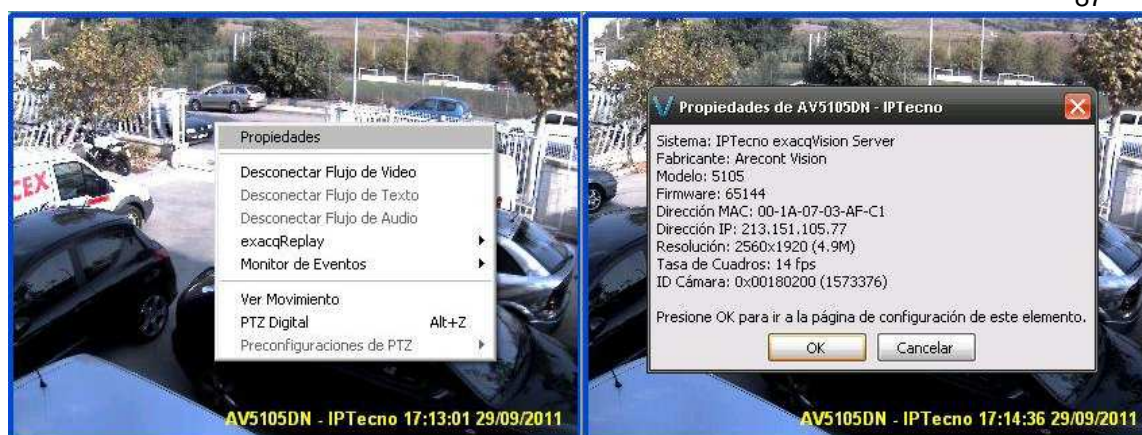 Propiedades
Desconectar Flujo de Video
Desconectar Flujo de Texto
Desconectar Flujo de Audio
exacqReplay
Monitor de Eventos
Ver Movimiento
PTZ Digital Alt+Z
Preconfiguraciones de PTZ
CEX
AV5105DN - IPTecno 17:13:01 29/09/2011
Propiedades de AV5105DN - IPTecno
Sistema: IPTecno exacqVision Server
Fabricante: Arecont Vision
Modelo: 5105
Firmware: 65144
Dirección MAC: 00-1A-07-03-AF-C1
Dirección IP: 213.151.105.77
Resolución: 2560x1920 (4.9M)
Tasa de Cuadros: 14 fps
ID Cámara: 0x00180200 (1573376)
Presione OK para ir a la página de configuración de este elemento.
OK Cancelar
AV5105DN - IPTecno 17:14:36 29/09/2011